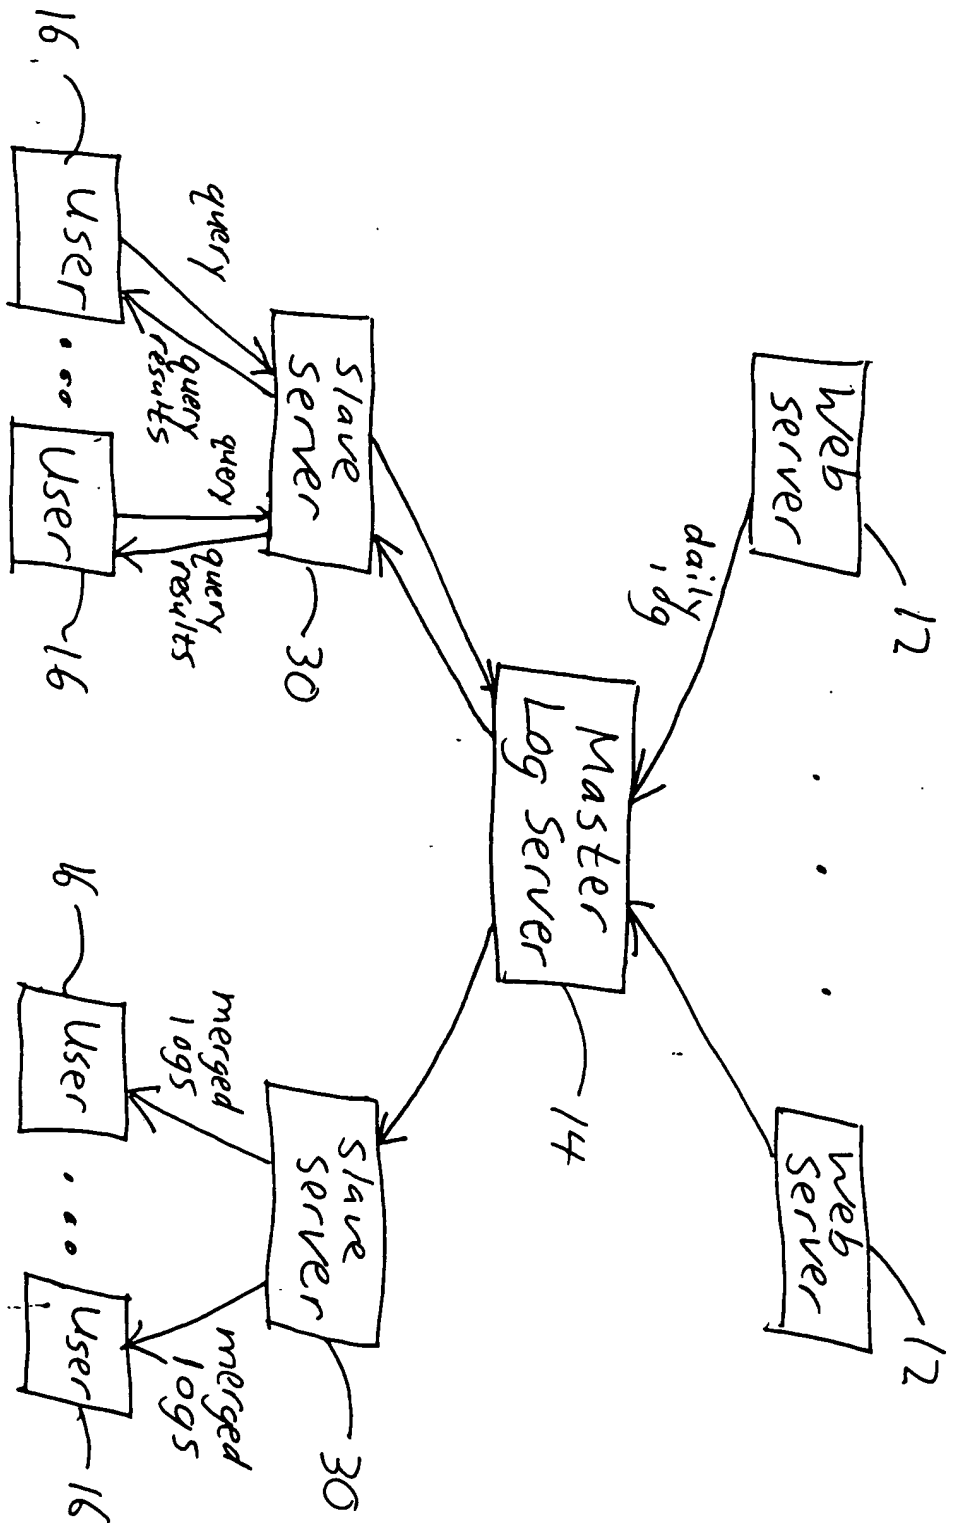 Web
Server
12
Web
Server
12
daily
log
Master
Log Server
14
Slave
Server
30
Slave
Server
30
query
query
results
query
query
results
merged
logs
merged
logs
16
User
User
16
16
User
User
16